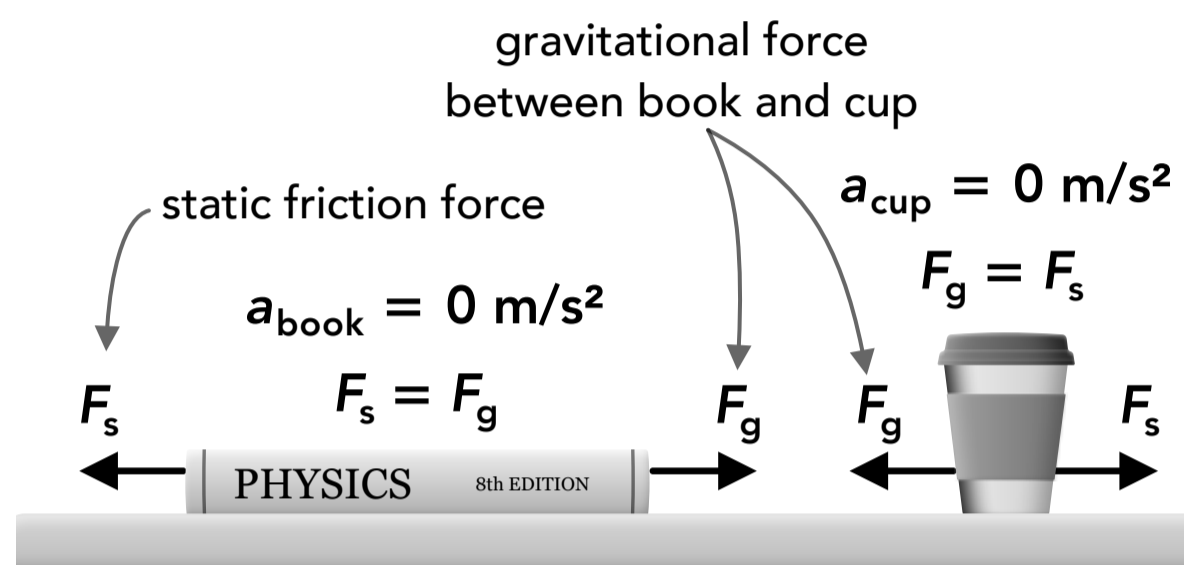 gravitational force
between book and cup
static friction force
a_cup = 0 m/s²
F_g = F_s
a_book = 0 m/s²
F_s = F_g
F_s
F_g
F_g
F_s
PHYSICS 8th EDITION